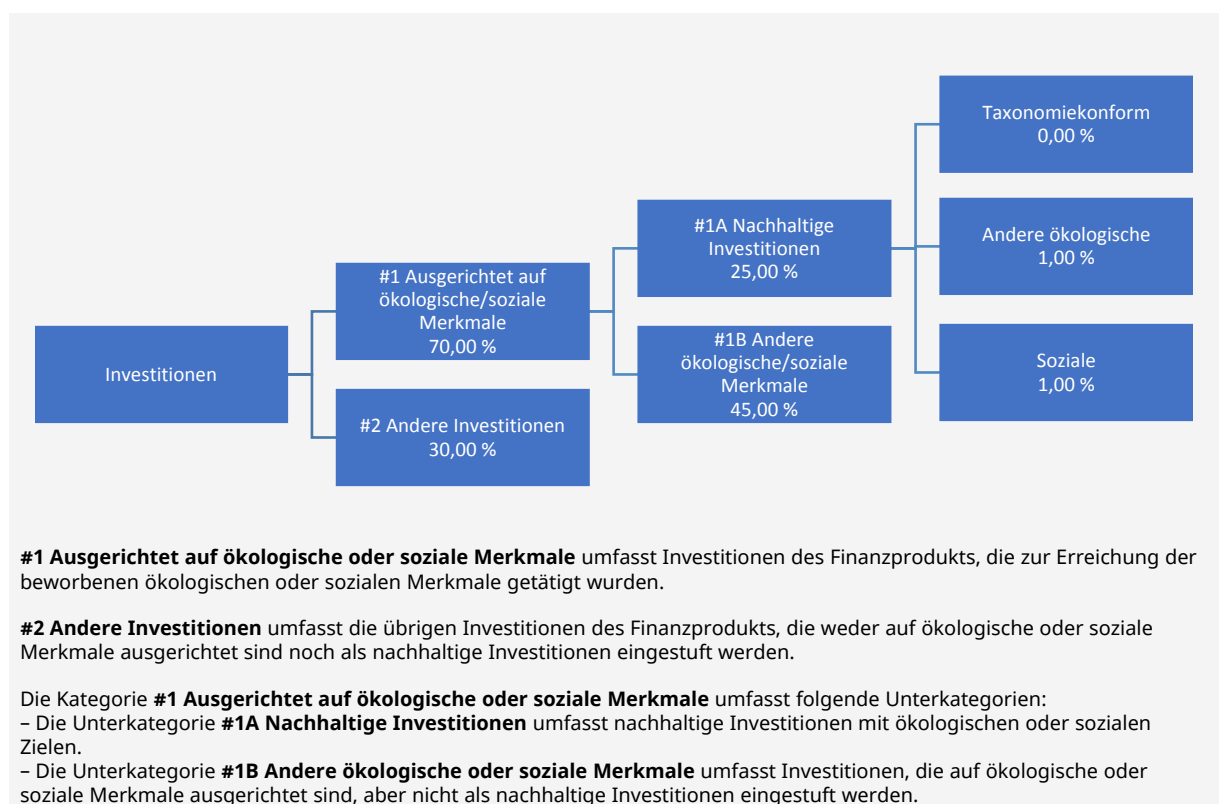 Investitionen
#1 Ausgerichtet auf
ökologische/soziale
Merkmale
70,00 %
#2 Andere Investitionen
30,00 %
#1A Nachhaltige
Investitionen
25,00 %
#1B Andere
ökologische/soziale
Merkmale
45,00 %
Taxonomiekonform
0,00 %
Andere ökologische
1,00 %
Soziale
1,00 %
#1 Ausgerichtet auf ökologische oder soziale Merkmale umfasst Investitionen des Finanzprodukts, die zur Erreichung der
beworbenen ökologischen oder sozialen Merkmale getätigt wurden.
#2 Andere Investitionen umfasst die übrigen Investitionen des Finanzprodukts, die weder auf ökologische oder soziale
Merkmale ausgerichtet sind noch als nachhaltige Investitionen eingestuft werden.
Die Kategorie #1 Ausgerichtet auf ökologische oder soziale Merkmale umfasst folgende Unterkategorien:
– Die Unterkategorie #1A Nachhaltige Investitionen umfasst nachhaltige Investitionen mit ökologischen oder sozialen
Zielen.
– Die Unterkategorie #1B Andere ökologische oder soziale Merkmale umfasst Investitionen, die auf ökologische oder
soziale Merkmale ausgerichtet sind, aber nicht als nachhaltige Investitionen eingestuft werden.